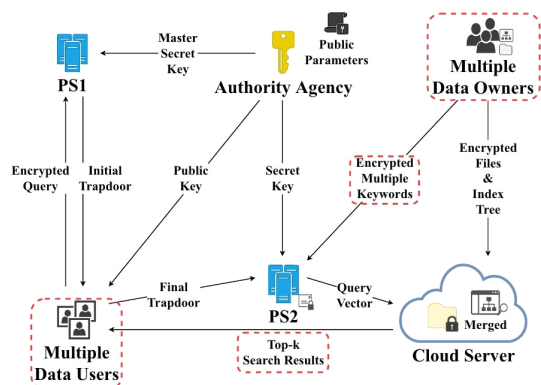 Master
Secret
Key
PS1
Public
Parameters
Authority Agency
Multiple
Data Owners
Encrypted
Query
Initial
Trapdoor
Public
Key
Secret
Key
Encrypted
Multiple
Keywords
Encrypted
Files
&
Index
Tree
Final
Trapdoor
PS2
Query
Vector
Merged
Cloud Server
Multiple
Data Users
Top-k
Search Results